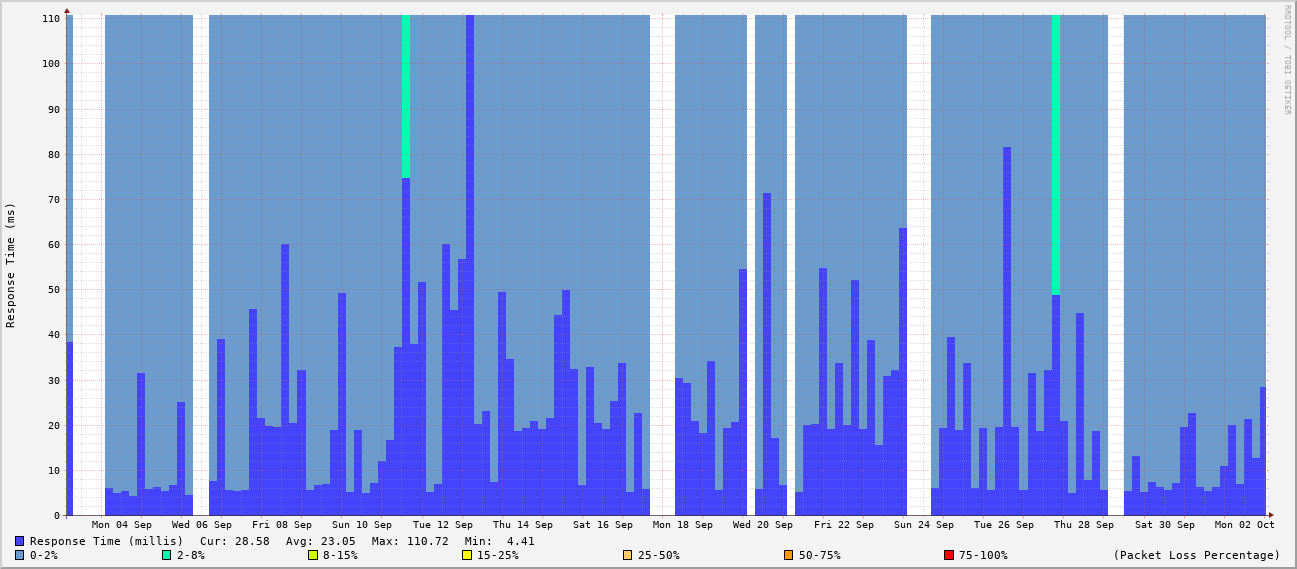 RRDTOOL / TOBI OETIKER
Response Time (ms)
110
100
90
80
70
60
50
40
30
20
10
0
Mon 04 Sep Wed 06 Sep Fri 08 Sep Sun 10 Sep Tue 12 Sep Thu 14 Sep Sat 16 Sep Mon 18 Sep Wed 20 Sep Fri 22 Sep Sun 24 Sep Tue 26 Sep Thu 28 Sep Sat 30 Sep Mon 02 Oct
Response Time (millis) Cur: 28.58 Avg: 23.05 Max: 110.72 Min: 4.41
0-2% 2-8% 8-15% 15-25% 25-50% 50-75% 75-100% (Packet Loss Percentage)